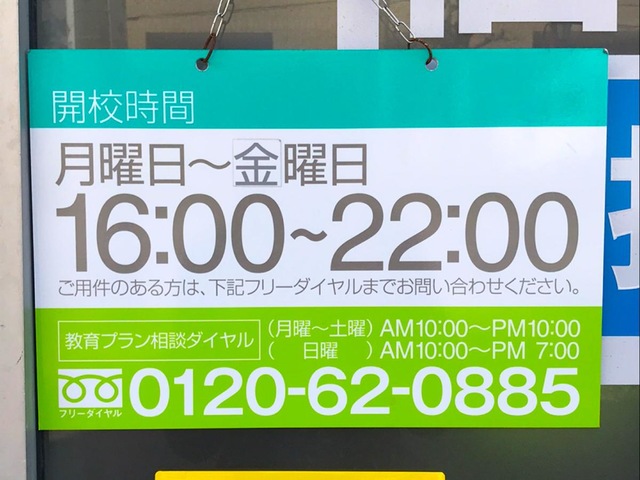 開校時間
月曜日～金曜日
16:00～22:00
ご用件のある方は、下記フリーダイヤルまでお問い合わせください。
教育プラン相談ダイヤル
(月曜～土曜) AM10:00～PM10:00
(　日曜　) AM10:00～PM 7:00
フリーダイヤル
0120-62-0885